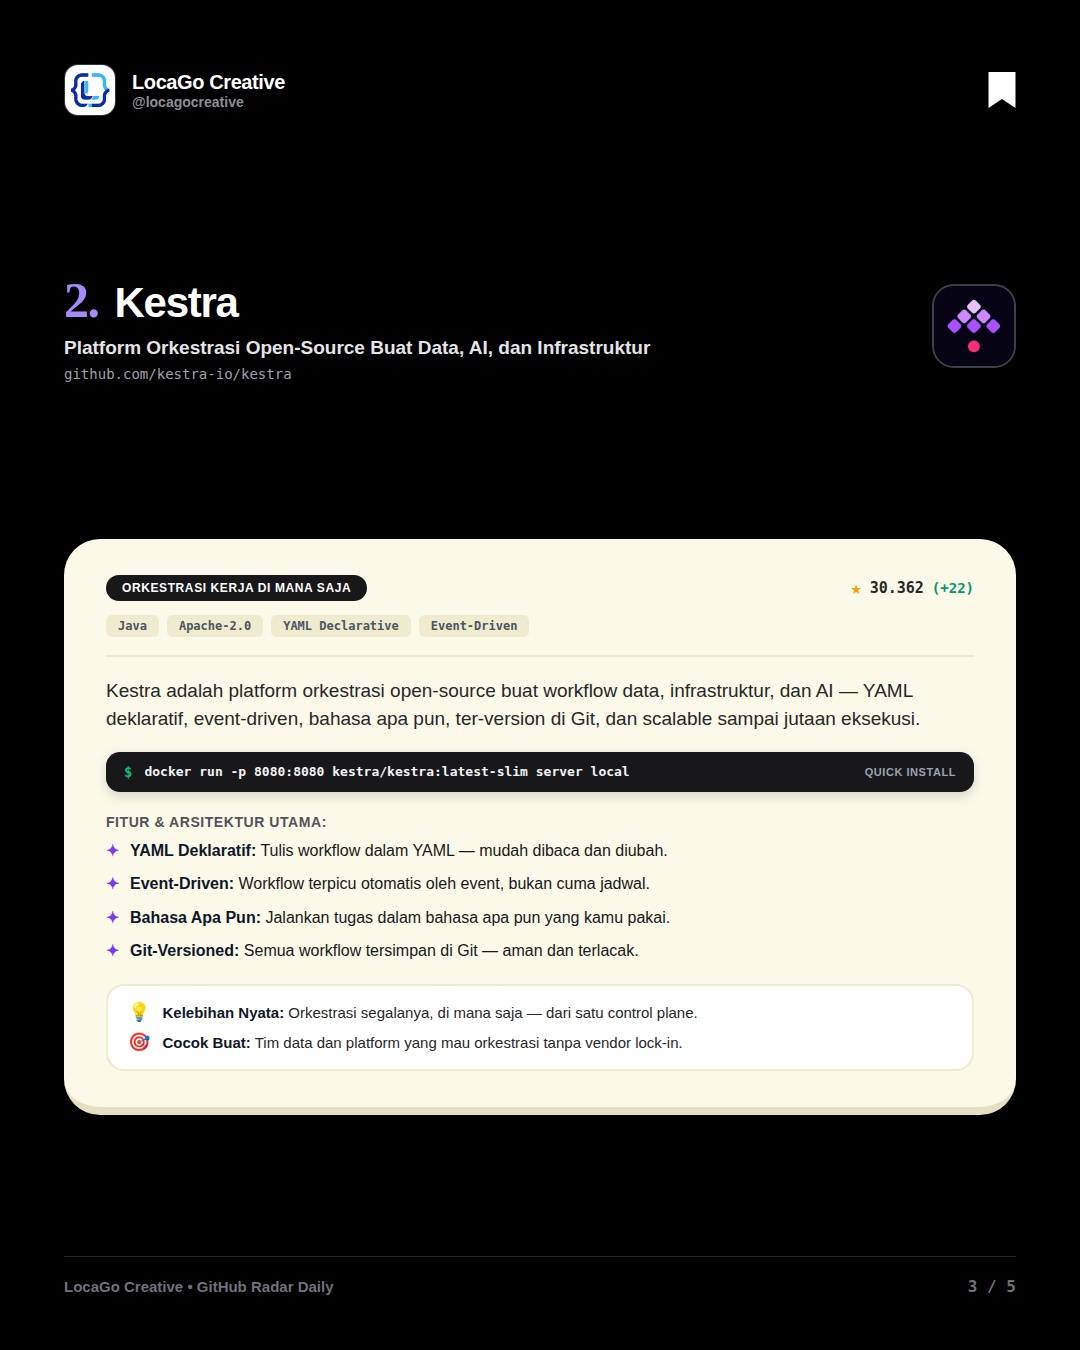 LocaGo Creative
@locagocreative
2. Kestra
Platform Orkestrasi Open-Source Buat Data, AI, dan Infrastruktur
github.com/kestra-io/kestra
ORKESTRASI KERJA DI MANA SAJA
★ 30.362 (+22)
Java Apache-2.0 YAML Declarative Event-Driven
Kestra adalah platform orkestrasi open-source buat workflow data, infrastruktur, dan AI — YAML
deklaratif, event-driven, bahasa apa pun, ter-version di Git, dan scalable sampai jutaan eksekusi.
$ docker run -p 8080:8080 kestra/kestra:latest-slim server local QUICK INSTALL
FITUR & ARSITEKTUR UTAMA:
✦ YAML Deklaratif: Tulis workflow dalam YAML — mudah dibaca dan diubah.
✦ Event-Driven: Workflow terpicu otomatis oleh event, bukan cuma jadwal.
✦ Bahasa Apa Pun: Jalankan tugas dalam bahasa apa pun yang kamu pakai.
✦ Git-Versioned: Semua workflow tersimpan di Git — aman dan terlacak.
💡 Kelebihan Nyata: Orkestrasi segalanya, di mana saja — dari satu control plane.
🎯 Cocok Buat: Tim data dan platform yang mau orkestrasi tanpa vendor lock-in.
LocaGo Creative • GitHub Radar Daily
3 / 5